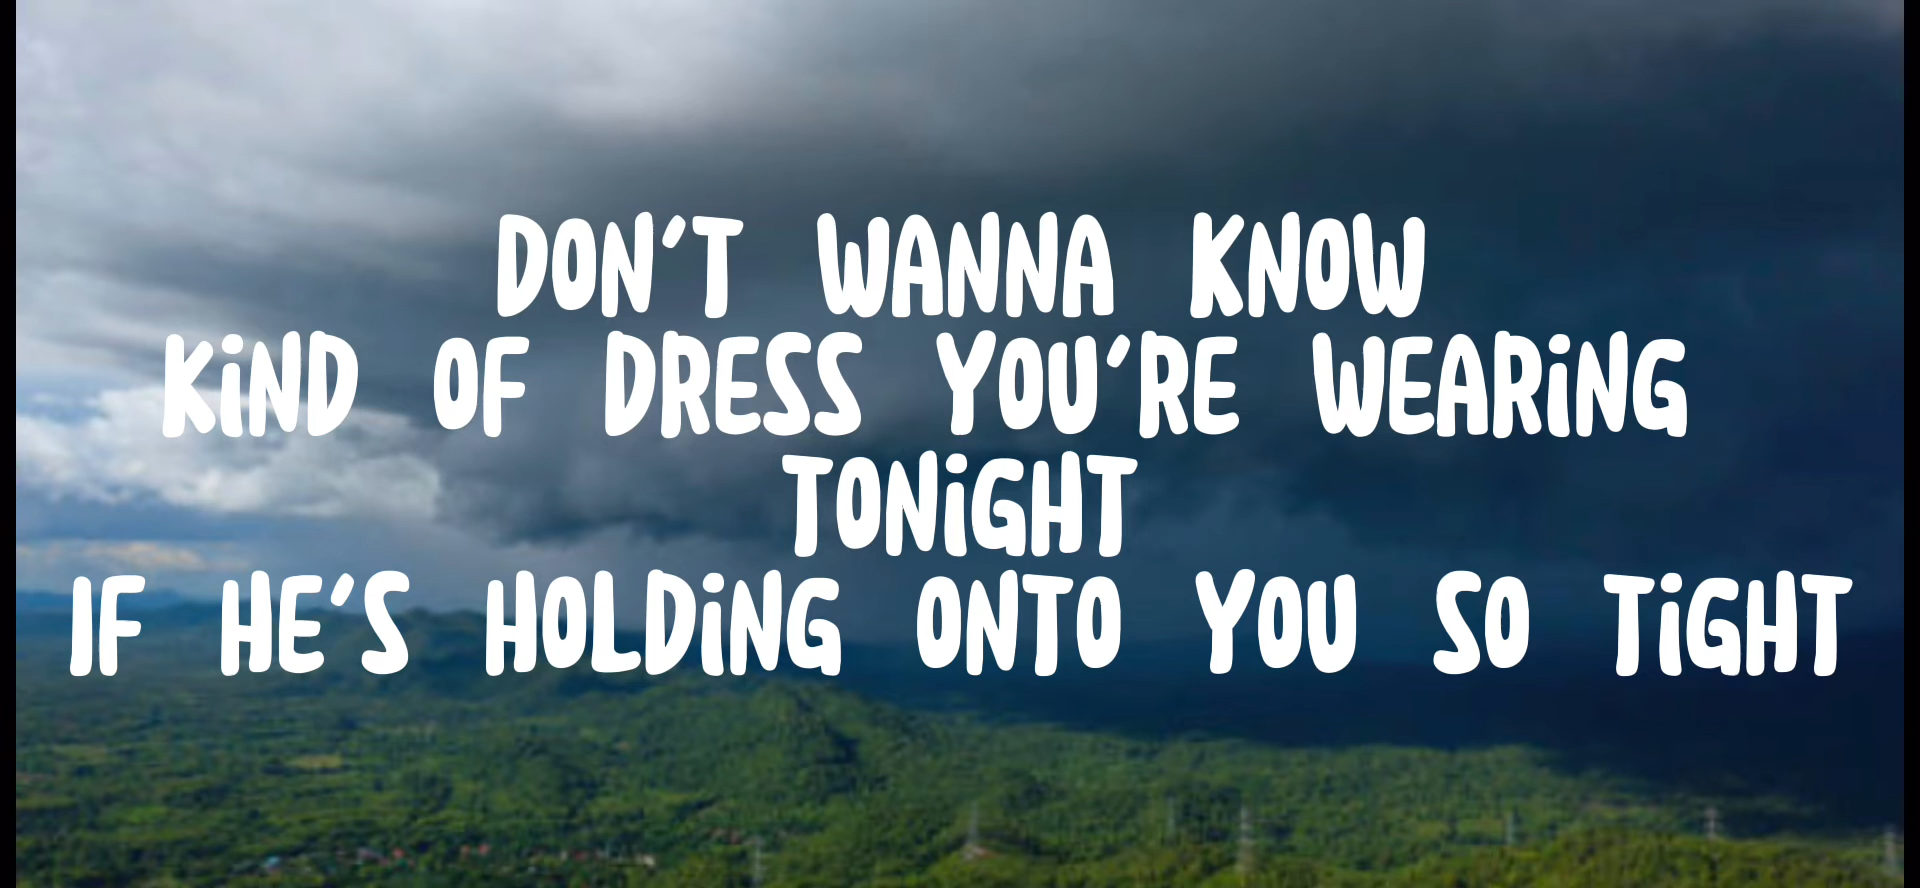 DON'T WANNA KNOW
KIND OF DRESS YOU'RE WEARING
TONIGHT
IF HE'S HOLDING ONTO YOU SO TIGHT